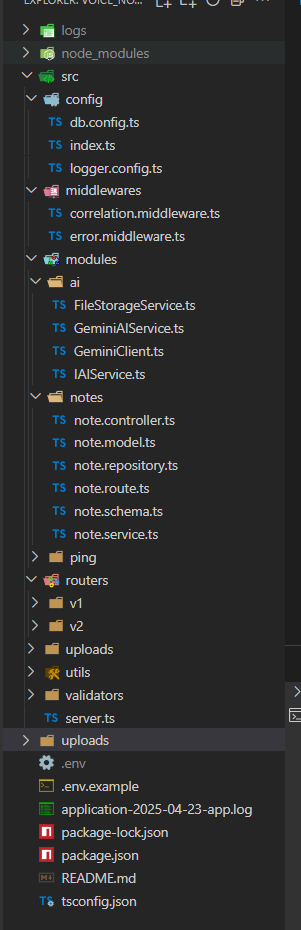 EXPLORER: VOICE_NO...
logs
node_modules
src
config
TS db.config.ts
TS index.ts
TS logger.config.ts
middlewares
TS correlation.middleware.ts
TS error.middleware.ts
modules
ai
TS FileStorageService.ts
TS GeminiAIService.ts
TS GeminiClient.ts
TS IAIService.ts
notes
TS note.controller.ts
TS note.model.ts
TS note.repository.ts
TS note.route.ts
TS note.schema.ts
TS note.service.ts
ping
routers
v1
v2
uploads
utils
validators
TS server.ts
uploads
.env
.env.example
application-2025-04-23-app.log
package-lock.json
package.json
README.md
TS tsconfig.json